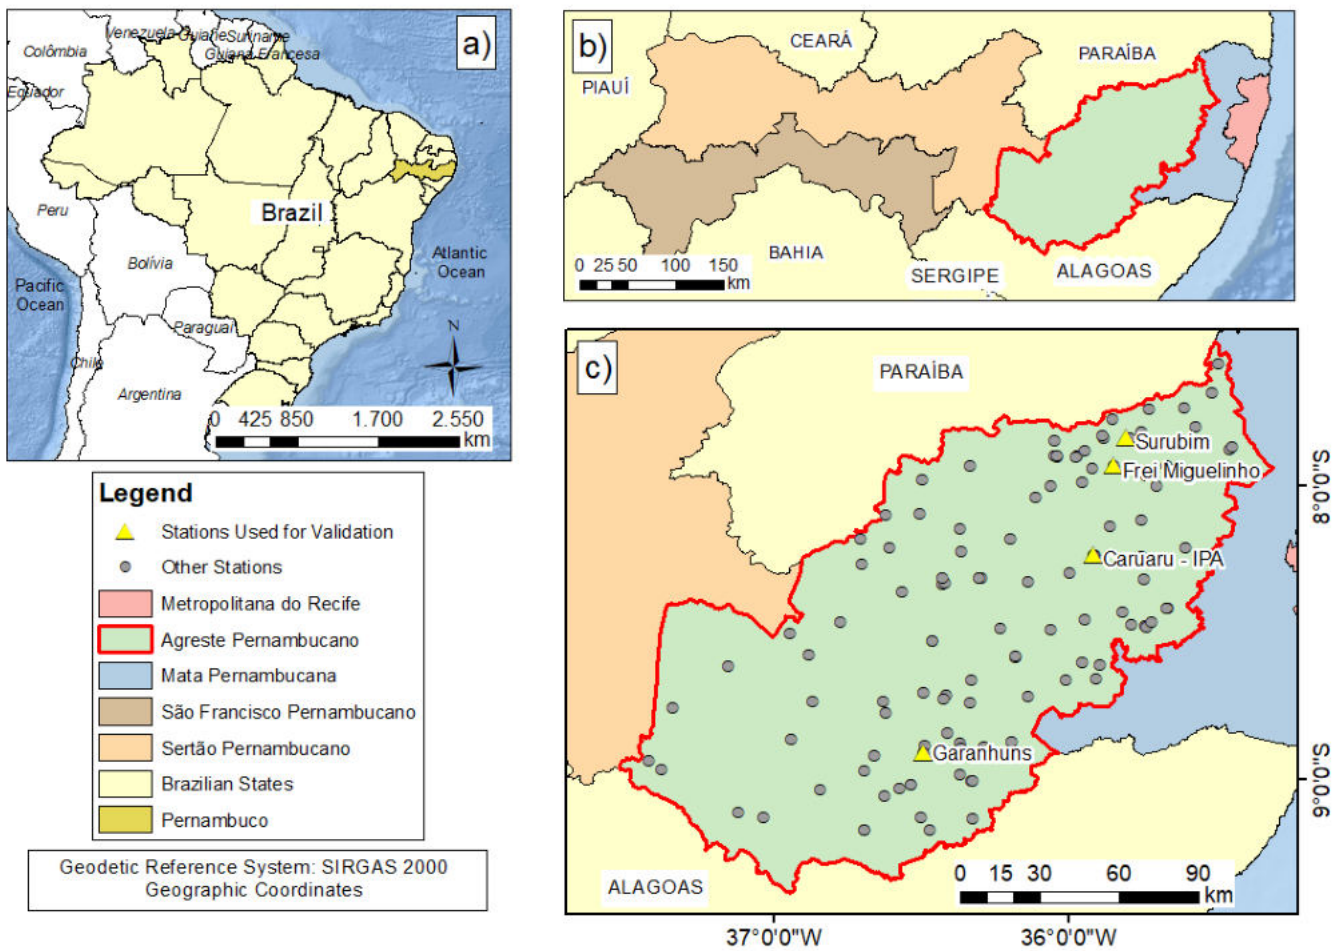 a)
Venezuela
Guiane
Suriname
Colômbia
Guiana Francesa
Equador
Brazil
Peru
Bolívia
Atlantic
Ocean
Pacific
Ocean
Paraguai
Chile
Argentina
N
0 425 850 1.700 2.550
km
b)
CEARÁ
PARAÍBA
PIAUÍ
BAHIA
SERGIPE
ALAGOAS
0 25 50 100 150
km
c)
PARAÍBA
Surubim
Frei Miguelinho
Carūaru - IPA
Garanhuns
ALAGOAS
0 15 30 60 90
km
8°0'0"S
9°0'0"S
37°0'0"W
36°0'0"W
Legend
Stations Used for Validation
Other Stations
Metropolitana do Recife
Agreste Pernambucano
Mata Pernambucana
São Francisco Pernambucano
Sertão Pernambucano
Brazilian States
Pernambuco
Geodetic Reference System: SIRGAS 2000
Geographic Coordinates